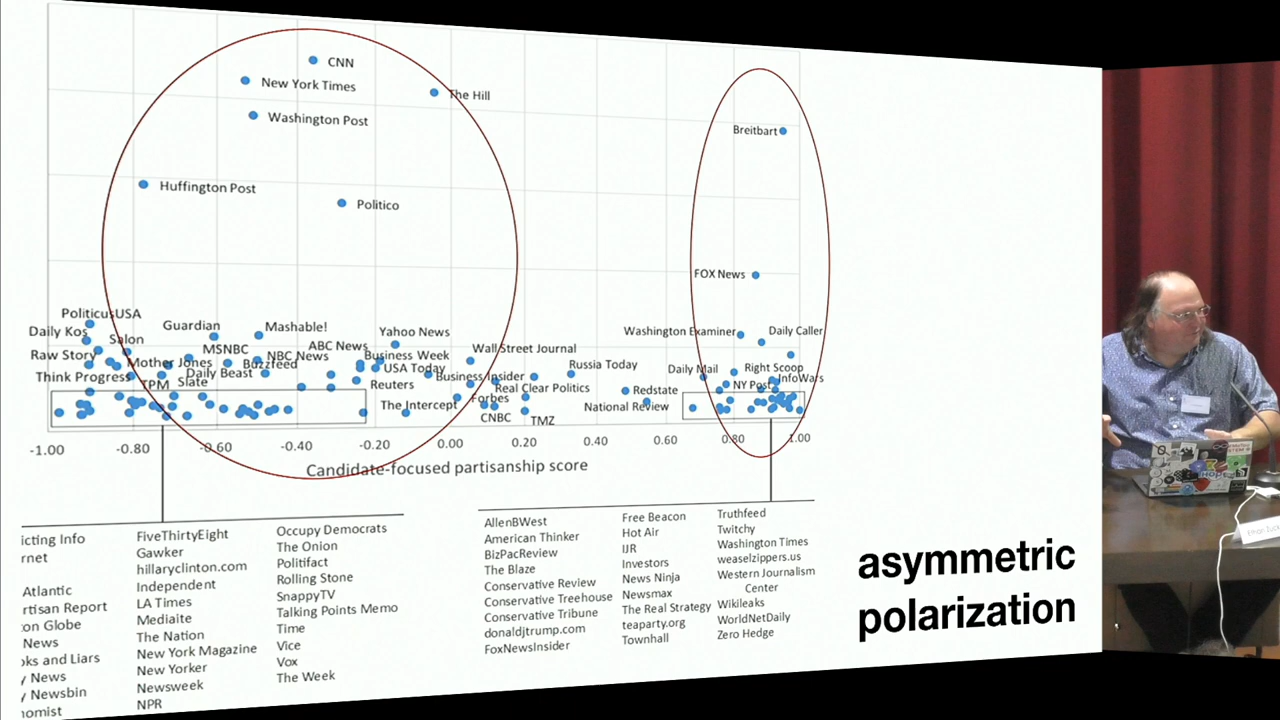 CNN
New York Times
The Hill
Washington Post
Breitbart
Huffington Post
Politico
FOX News
PoliticusUSA
Daily Kos
Guardian
Mashable!
Yahoo News
Washington Examiner
Daily Caller
Salon
MSNBC
ABC News
Wall Street Journal
Raw Story
Mother Jones
NBC News
Business Week
Russia Today
Daily Mail
Right Scoop
Buzzfeed
USA Today
Think Progress
Daily Beast
Business Insider
InfoWars
TPM
Slate
Reuters
Real Clear Politics
Redstate
NY Post
The Intercept
Forbes
National Review
CNBC
TMZ
-1.00 -0.80 -0.60 -0.40 -0.20 0.00 0.20 0.40 0.60 0.80 1.00
Candidate-focused partisanship score
icting Info
rnet
Atlantic
rtisan Report
on Globe
News
ks and Liars
y News
y Newsbin
nomist
FiveThirtyEight
Gawker
hillaryclinton.com
Independent
LA Times
Mediaite
The Nation
New York Magazine
New Yorker
Newsweek
NPR
Occupy Democrats
The Onion
Politifact
Rolling Stone
SnappyTV
Talking Points Memo
Time
Vice
Vox
The Week
AllenBWest
American Thinker
BizPacReview
The Blaze
Conservative Review
Conservative Treehouse
Conservative Tribune
donaldjtrump.com
FoxNewsInsider
Free Beacon
Hot Air
IJR
Investors
News Ninja
Newsmax
The Real Strategy
teaparty.org
Townhall
Truthfeed
Twitchy
Washington Times
weaselzippers.us
Western Journalism
Center
Wikileaks
WorldNetDaily
Zero Hedge
asymmetric
polarization